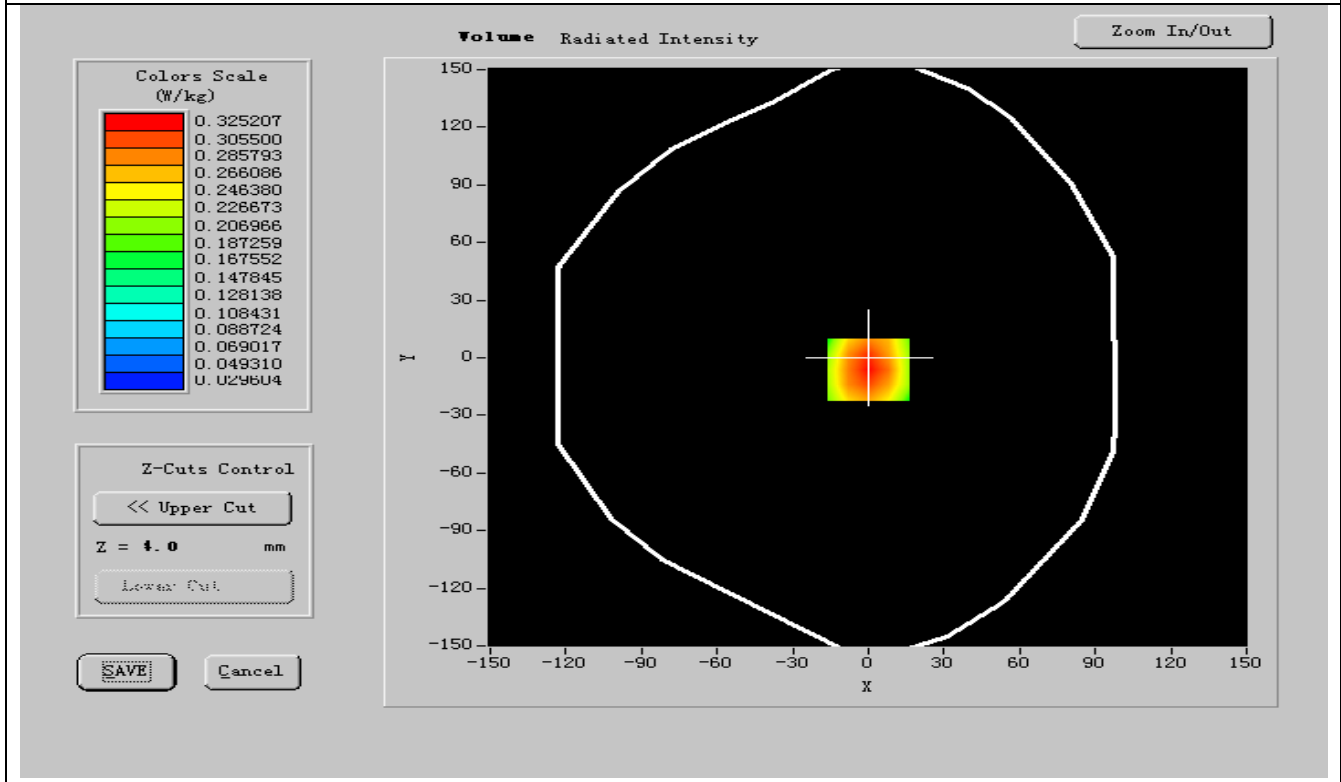 Volume Radiated Intensity
Zoom In/Out
Colors Scale
(W/kg)
0.325207
0.305500
0.285793
0.266086
0.246380
0.226673
0.206966
0.187259
0.167552
0.147845
0.128138
0.108431
0.088724
0.069017
0.049310
0.029604
Z-Cuts Control
<< Upper Cut
Z = 4.0 mm
Lower Cut
SAVE
Cancel
150
120
90
60
30
0
-30
-60
-90
-120
-150
Y
-150 -120 -90 -60 -30 0 30 60 90 120 150
X